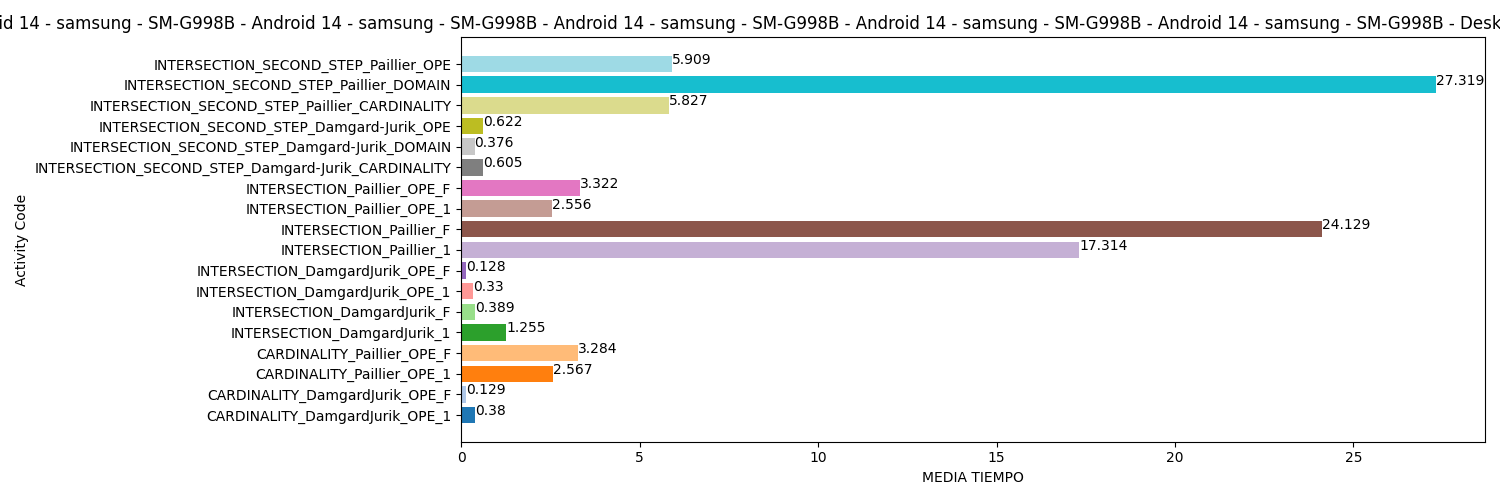 id 14 - samsung - SM-G998B - Android 14 - samsung - SM-G998B - Android 14 - samsung - SM-G998B - Android 14 - samsung - SM-G998B - Android 14 - samsung - SM-G998B - Desk
INTERSECTION_SECOND_STEP_Paillier_OPE 5.909
INTERSECTION_SECOND_STEP_Paillier_DOMAIN 27.319
INTERSECTION_SECOND_STEP_Paillier_CARDINALITY 5.827
INTERSECTION_SECOND_STEP_Damgard-Jurik_OPE 0.622
INTERSECTION_SECOND_STEP_Damgard-Jurik_DOMAIN 0.376
INTERSECTION_SECOND_STEP_Damgard-Jurik_CARDINALITY 0.605
INTERSECTION_Paillier_OPE_F 3.322
INTERSECTION_Paillier_OPE_1 2.556
INTERSECTION_Paillier_F 24.129
INTERSECTION_Paillier_1 17.314
INTERSECTION_DamgardJurik_OPE_F 0.128
INTERSECTION_DamgardJurik_OPE_1 0.33
INTERSECTION_DamgardJurik_F 0.389
INTERSECTION_DamgardJurik_1 1.255
CARDINALITY_Paillier_OPE_F 3.284
CARDINALITY_Paillier_OPE_1 2.567
CARDINALITY_DamgardJurik_OPE_F 0.129
CARDINALITY_DamgardJurik_OPE_1 0.38
Activity Code
0 5 10 15 20 25
MEDIA TIEMPO